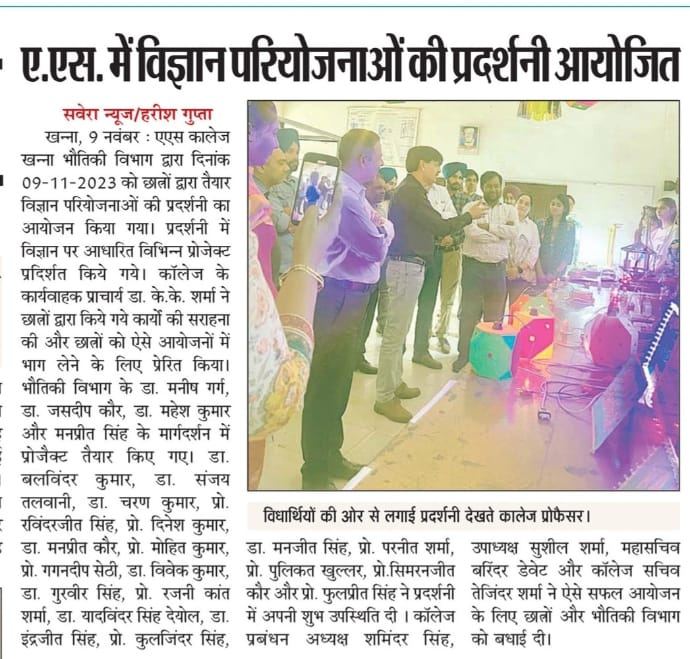 ए.एस. में विज्ञान परियोजनाओं की प्रदर्शनी आयोजित
सवेरा न्यूज/हरीश गुप्ता
खन्ना, 9 नवंबर : एएस कालेज
खन्ना भौतिकी विभाग द्वारा दिनांक
09-11-2023 को छात्रों द्वारा तैयार
विज्ञान परियोजनाओं की प्रदर्शनी का
आयोजन किया गया। प्रदर्शनी में
विज्ञान पर आधारित विभिन्न प्रोजेक्ट
प्रदिर्शत किये गये। कॉलेज के
कार्यवाहक प्राचार्य डा. के.के. शर्मा ने
छात्रों द्वारा किये गये कार्यो की सराहना
की और छात्रों को ऐसे आयोजनों में
भाग लेने के लिए प्रेरित किया।
भौतिकी विभाग के डा. मनीष गर्ग,
डा. जसदीप कौर, डा. महेश कुमार
और मनप्रीत सिंह के मार्गदर्शन में
प्रोजैक्ट तैयार किए गए। डा.
बलविंदर कुमार, डा. संजय
तलवानी, डा. चरण कुमार, प्रो.
रविंदरजीत सिंह, प्रो. दिनेश कुमार,
डा. मनप्रीत कौर, प्रो. मोहित कुमार,
प्रो. गगनदीप सेठी, डा. विवेक कुमार,
डा. गुरवीर सिंह, प्रो. रजनी कांत
शर्मा, डा. यादविंदर सिंह देयोल, डा.
इंद्रजीत सिंह, प्रो. कुलजिंदर सिंह,
विधार्थियों की ओर से लगाई प्रदर्शनी देखते कालेज प्रोफैसर।
डा. मनजीत सिंह, प्रो. परनीत शर्मा,
प्रो. पुलिकत खुल्लर, प्रो.सिमरनजीत
कौर और प्रो. फुलप्रीत सिंह ने प्रदर्शनी
में अपनी शुभ उपस्थिति दी । कॉलेज
प्रबंधन अध्यक्ष शमिंदर सिंह,
उपाध्यक्ष सुशील शर्मा, महासचिव
बरिंदर डेवेट और कॉलेज सचिव
तेजिंदर शर्मा ने ऐसे सफल आयोजन
के लिए छात्रों और भौतिकी विभाग
को बधाई दी।